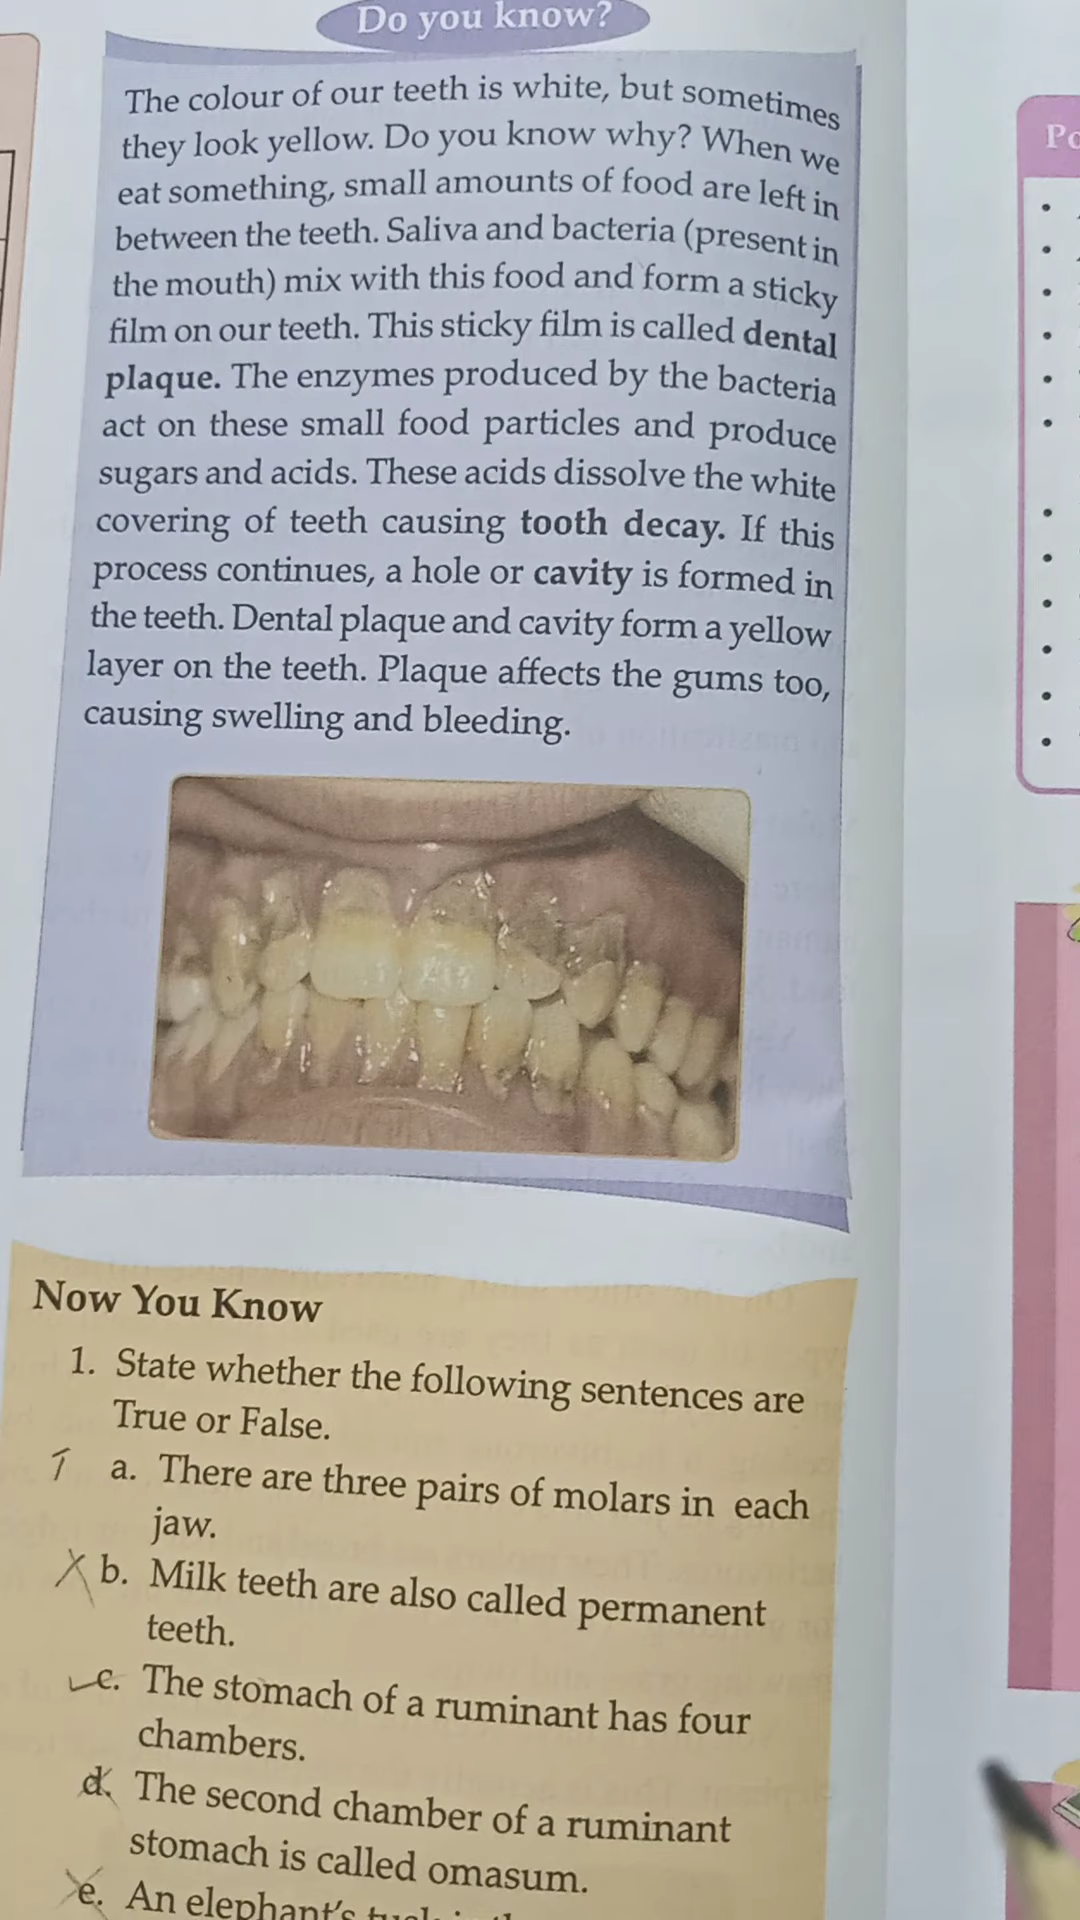 Do you know?
The colour of our teeth is white, but sometimes
they look yellow. Do you know why? When we
eat something, small amounts of food are left in
between the teeth. Saliva and bacteria (present in
the mouth) mix with this food and form a sticky
film on our teeth. This sticky film is called dental
plaque. The enzymes produced by the bacteria
act on these small food particles and produce
sugars and acids. These acids dissolve the white
covering of teeth causing tooth decay. If this
process continues, a hole or cavity is formed in
the teeth. Dental plaque and cavity form a yellow
layer on the teeth. Plaque affects the gums too,
causing swelling and bleeding.
Now You Know
1. State whether the following sentences are
True or False.
T a. There are three pairs of molars in each
jaw.
b. Milk teeth are also called permanent
teeth.
c. The stomach of a ruminant has four
chambers.
d. The second chamber of a ruminant
stomach is called omasum.
e. An elephant's